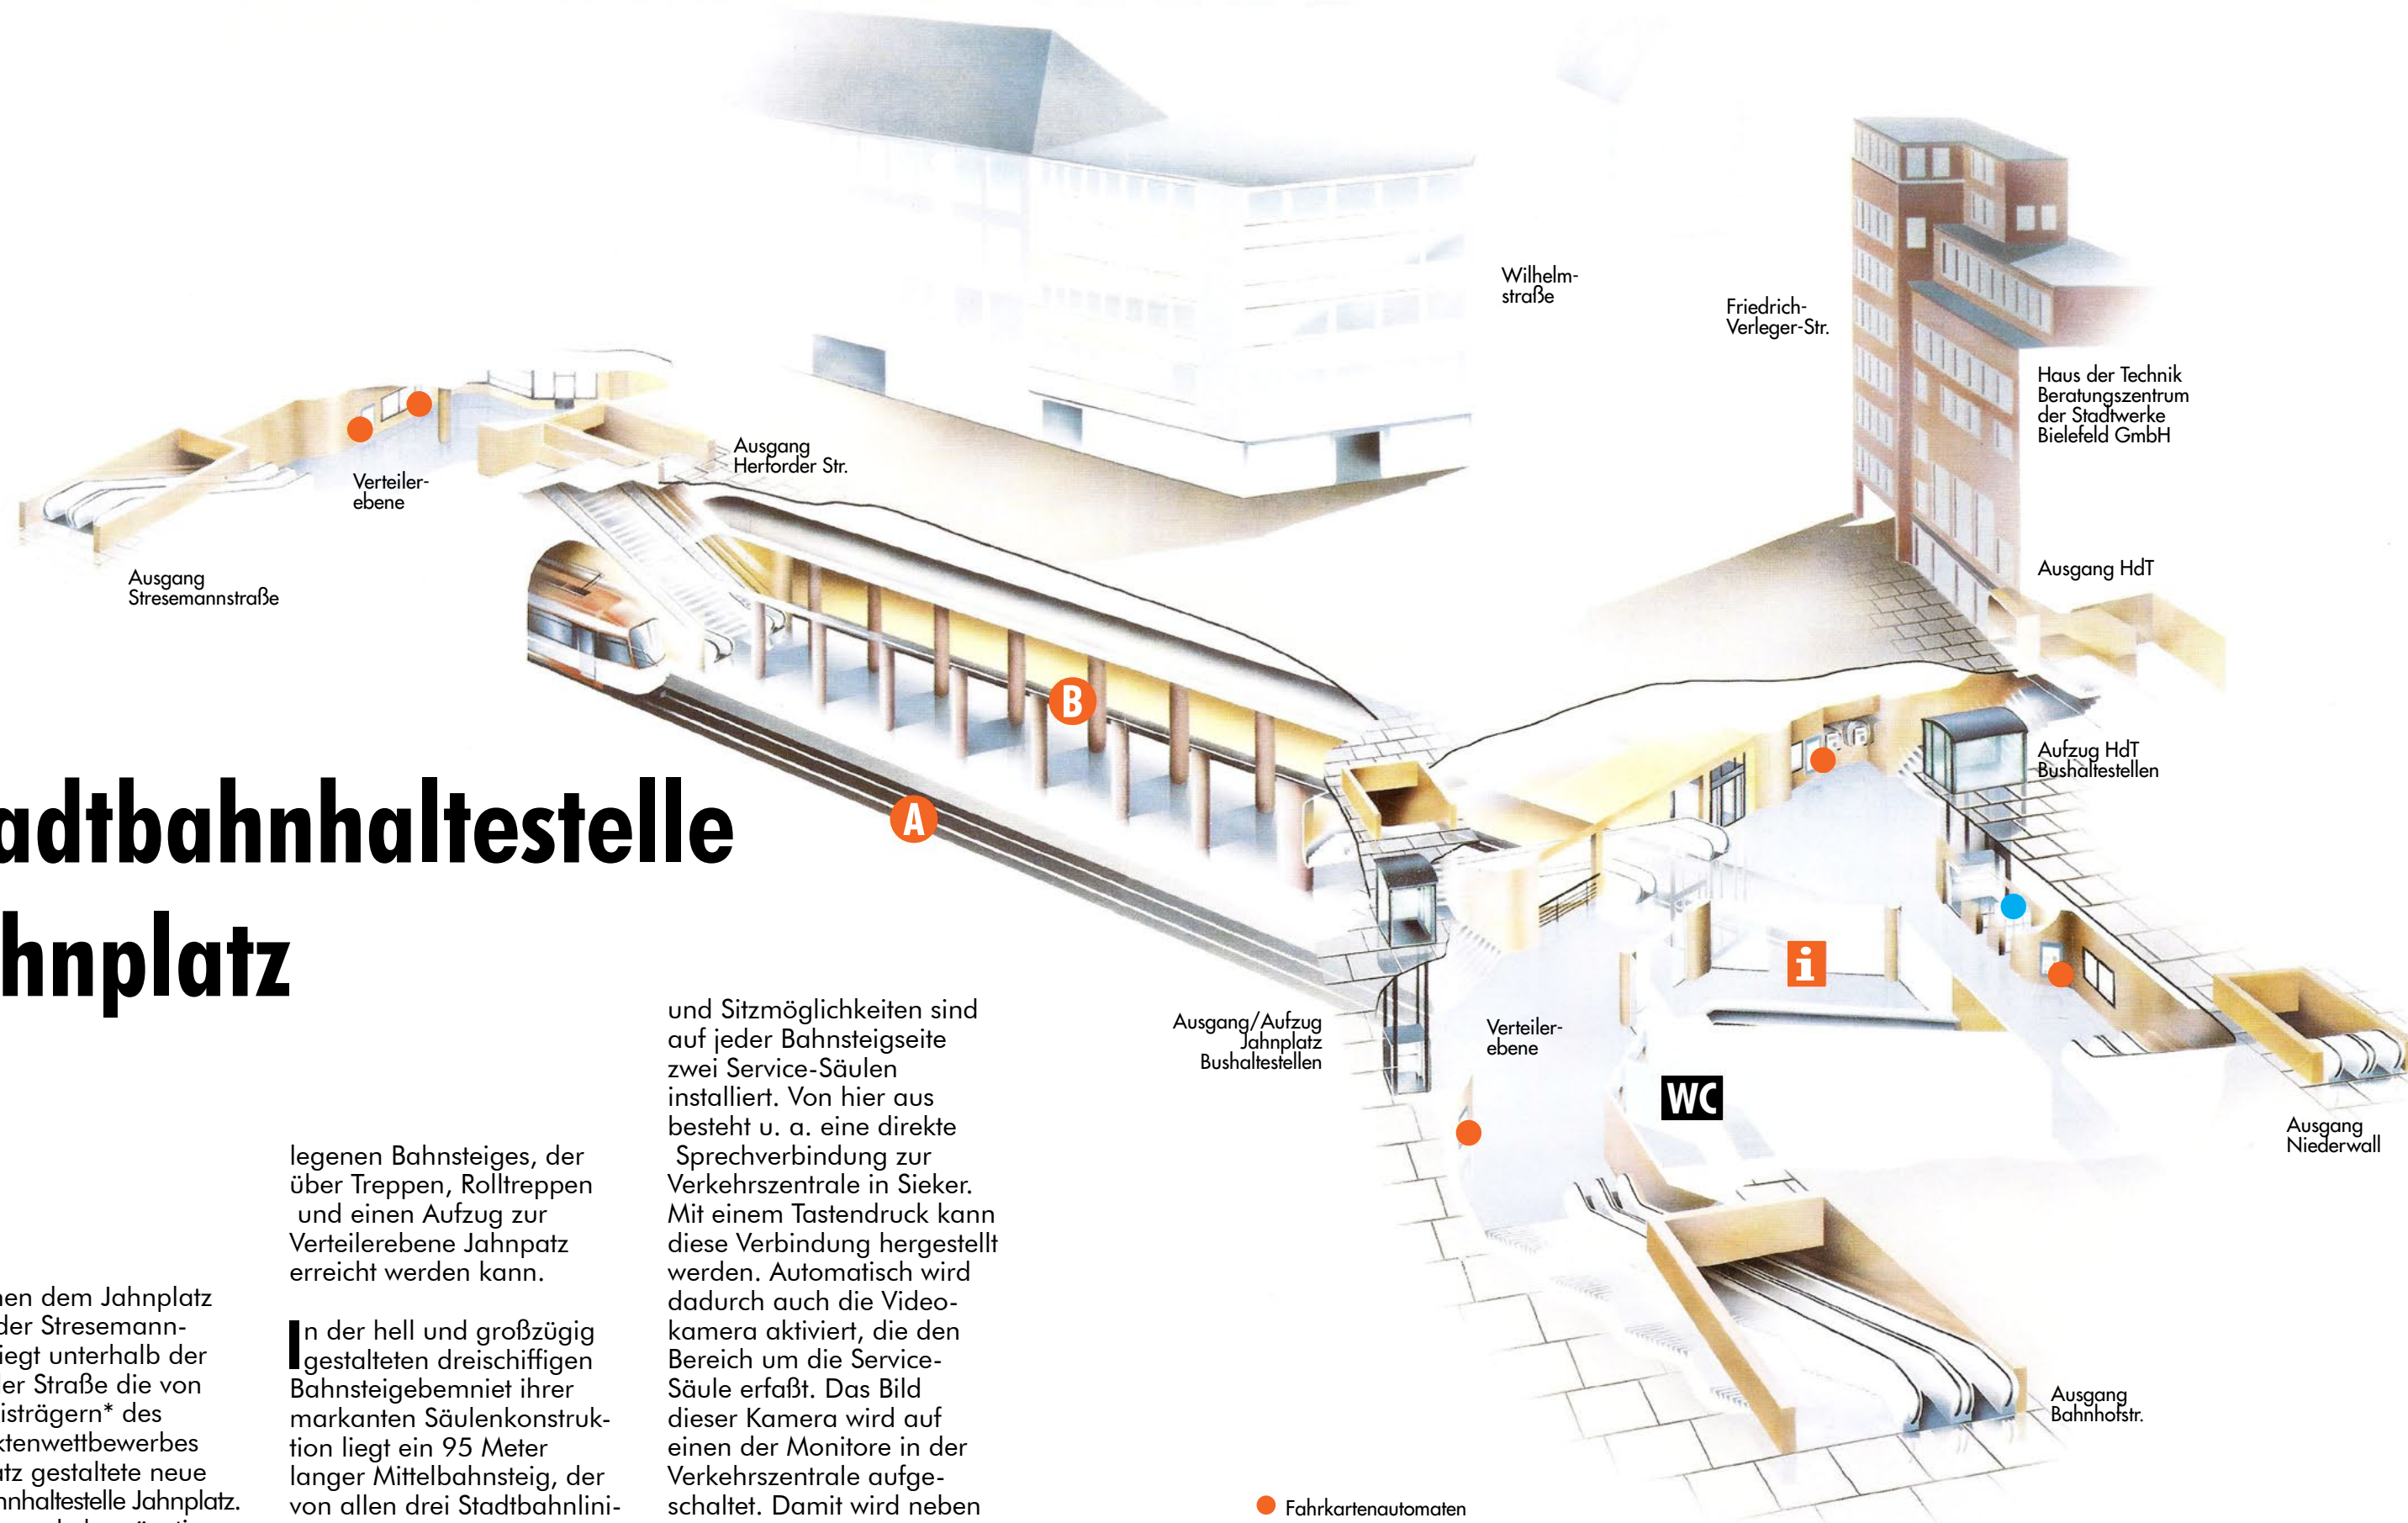 Wilhelm-
straße
Friedrich-
Verleger-Str.
Haus der Technik
Beratungszentrum
der Stadtwerke
Bielefeld GmbH
Ausgang
Herforder Str.
Verteiler-
ebene
Ausgang
Stresemannstraße
Ausgang HdT
B
Aufzug HdT
Bushaltestellen
A
adtbahnhaltestelle
hnplatz
i
Ausgang/Aufzug
Jahnplatz
Bushaltestellen
Verteiler-
ebene
WC
Ausgang
Niederwall
Ausgang
Bahnhofstr.
en dem Jahnplatz
der Stresemann-
iegt unterhalb der
er Straße die von
isträgern* des
ktenwettbewerbes
atz gestaltete neue
hnhaltestelle Jahnplatz.
legenen Bahnsteiges, der
über Treppen, Rolltreppen
und einen Aufzug zur
Verteilerebene Jahnpatz
erreicht werden kann.
In der hell und großzügig
gestalteten dreischiffigen
Bahnsteigebemniet ihrer
markanten Säulenkonstruk-
tion liegt ein 95 Meter
langer Mittelbahnsteig, der
von allen drei Stadtbahnlini-
und Sitzmöglichkeiten sind
auf jeder Bahnsteigseite
zwei Service-Säulen
installiert. Von hier aus
besteht u. a. eine direkte
Sprechverbindung zur
Verkehrszentrale in Sieker.
Mit einem Tastendruck kann
diese Verbindung hergestellt
werden. Automatisch wird
dadurch auch die Video-
kamera aktiviert, die den
Bereich um die Service-
Säule erfaßt. Das Bild
dieser Kamera wird auf
einen der Monitore in der
Verkehrszentrale aufge-
schaltet. Damit wird neben
Fahrkartenautomaten